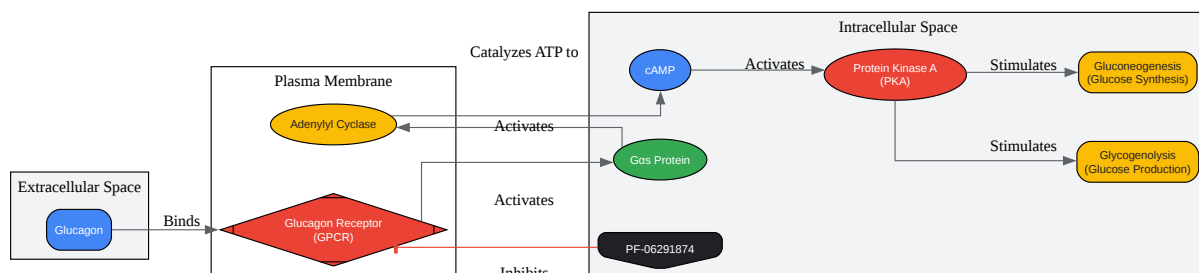 Intracellular Space
Catalyzes ATP to
cAMP
Activates
Protein Kinase A
(PKA)
Stimulates
Gluconeogenesis
(Glucose Synthesis)
Plasma Membrane
Adenylyl Cyclase
Activates
Gαs Protein
Stimulates
Glycogenolysis
(Glucose Production)
Extracellular Space
Glucagon
Binds
Glucagon Receptor
(GPCR)
Activates
PF-06291874
Inhibits